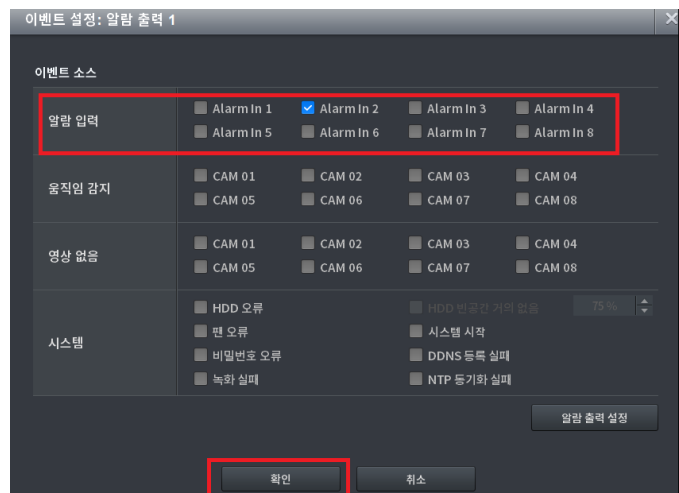 이벤트 설정: 알람 출력 1
이벤트 소스
알람 입력
Alarm In 1 Alarm In 2 Alarm In 3 Alarm In 4
Alarm In 5 Alarm In 6 Alarm In 7 Alarm In 8
움직임 감지
CAM 01 CAM 02 CAM 03 CAM 04
CAM 05 CAM 06 CAM 07 CAM 08
영상 없음
CAM 01 CAM 02 CAM 03 CAM 04
CAM 05 CAM 06 CAM 07 CAM 08
시스템
HDD 오류 HDD 빈공간 거의 없음 75 %
팬 오류 시스템 시작
비밀번호 오류 DDNS 등록 실패
녹화 실패 NTP 동기화 실패
알람 출력 설정
확인 취소